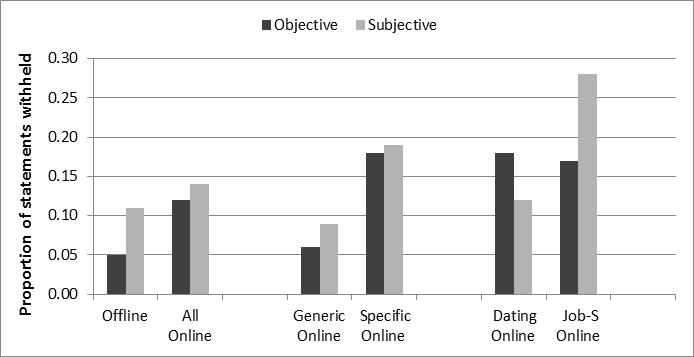 Objective Subjective
Proportion of statements withheld
0.30
0.25
0.20
0.15
0.10
0.05
0.00
Offline All Generic Specific Dating Job-S
Online Online Online Online Online